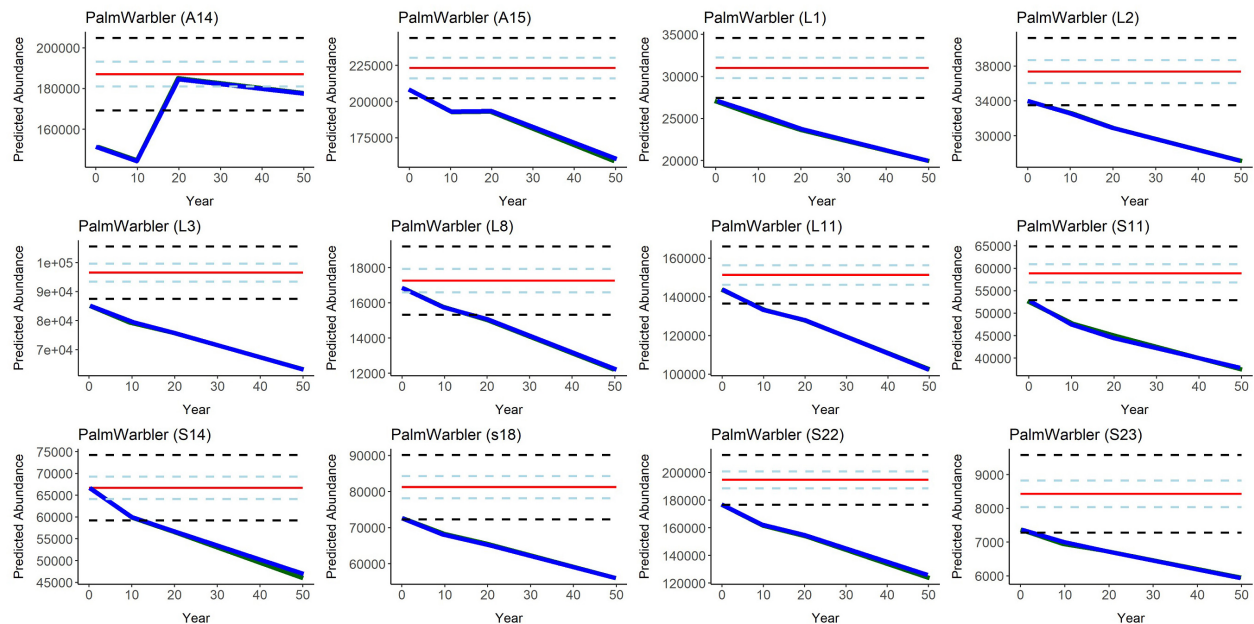 PalmWarbler (A14)
Predicted Abundance
200000
180000
160000
0 10 20 30 40 50
Year
PalmWarbler (A15)
Predicted Abundance
225000
200000
175000
0 10 20 30 40 50
Year
PalmWarbler (L1)
Predicted Abundance
35000
30000
25000
20000
0 10 20 30 40 50
Year
PalmWarbler (L2)
Predicted Abundance
38000
34000
30000
0 10 20 30 40 50
Year
PalmWarbler (L3)
Predicted Abundance
1e+05
9e+04
8e+04
7e+04
0 10 20 30 40 50
Year
PalmWarbler (L8)
Predicted Abundance
18000
16000
14000
12000
0 10 20 30 40 50
Year
PalmWarbler (L11)
Predicted Abundance
160000
140000
120000
100000
0 10 20 30 40 50
Year
PalmWarbler (S11)
Predicted Abundance
65000
60000
55000
50000
45000
40000
0 10 20 30 40 50
Year
PalmWarbler (S14)
Predicted Abundance
75000
70000
65000
60000
55000
50000
45000
0 10 20 30 40 50
Year
PalmWarbler (s18)
Predicted Abundance
90000
80000
70000
60000
0 10 20 30 40 50
Year
PalmWarbler (S22)
Predicted Abundance
200000
180000
160000
140000
120000
0 10 20 30 40 50
Year
PalmWarbler (S23)
Predicted Abundance
9000
8000
7000
6000
0 10 20 30 40 50
Year